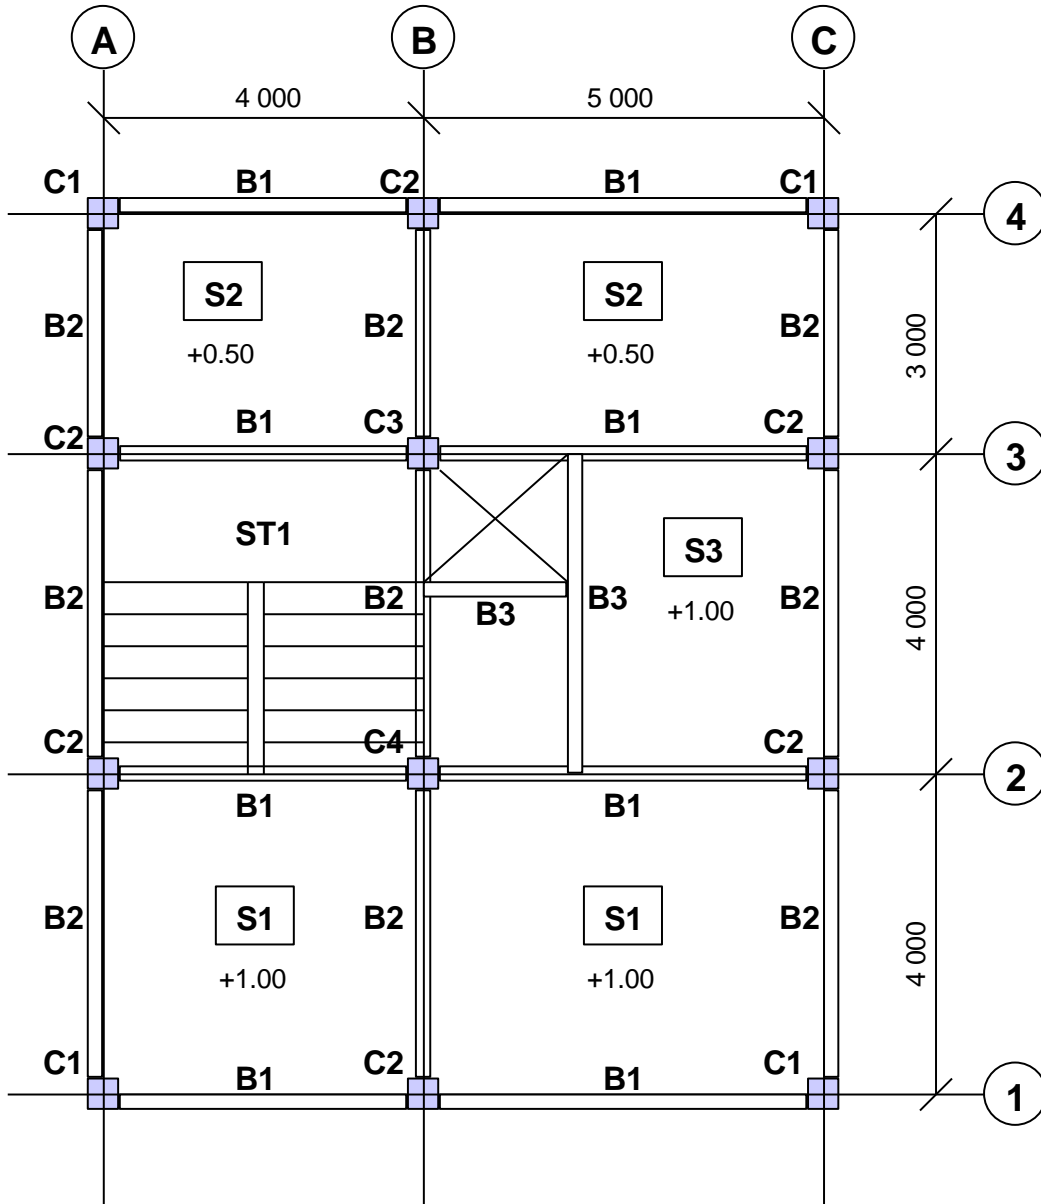 A B C
4 000 5 000
C1 B1 C2 B1 C1
4
S2 S2
B2 B2 B2
+0.50 +0.50
3 000
C2 B1 C3 B1 C2
3
ST1 S3
B2 B2 B3 B3 B2
+1.00
4 000
C2 C4 C2
2
B1 B1
B2 S1 B2 S1 B2
+1.00 +1.00
4 000
C1 B1 C2 B1 C1
1